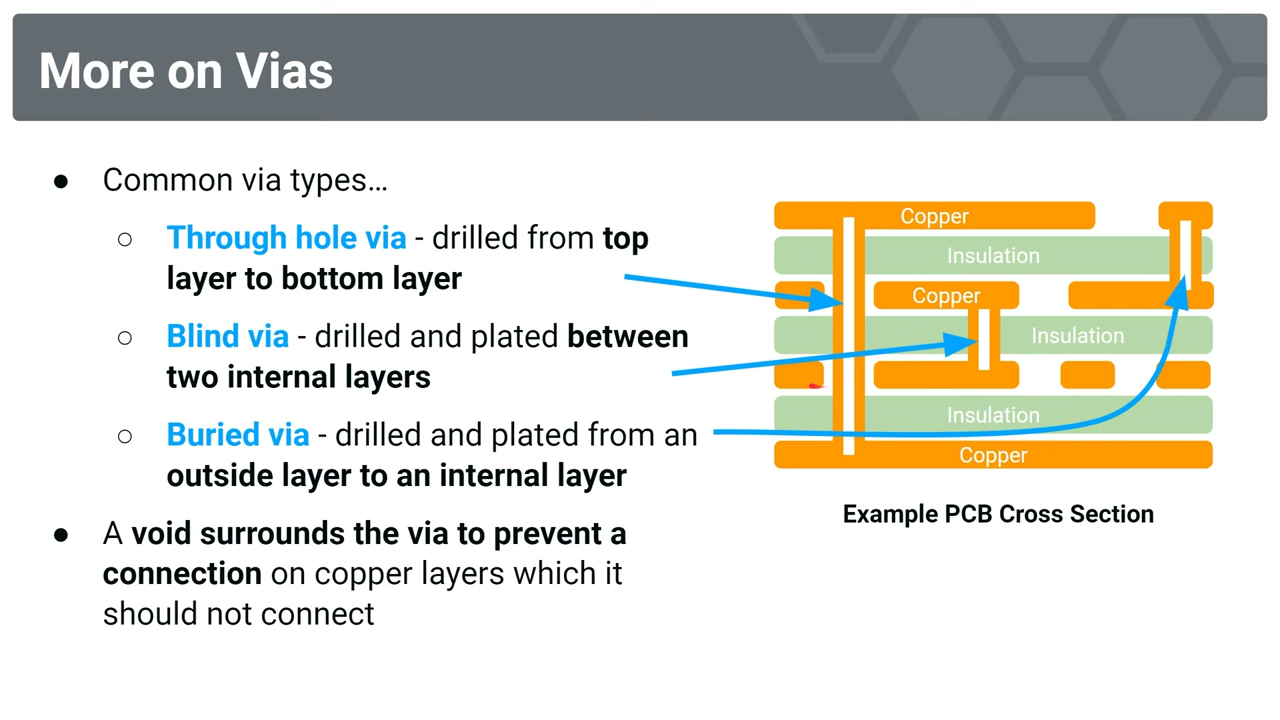 More on Vias
● Common via types…
○ Through hole via - drilled from top
layer to bottom layer
○ Blind via - drilled and plated between
two internal layers
○ Buried via - drilled and plated from an
outside layer to an internal layer
● A void surrounds the via to prevent a
connection on copper layers which it
should not connect
Copper
Insulation
Copper
Insulation
Insulation
Copper
Example PCB Cross Section